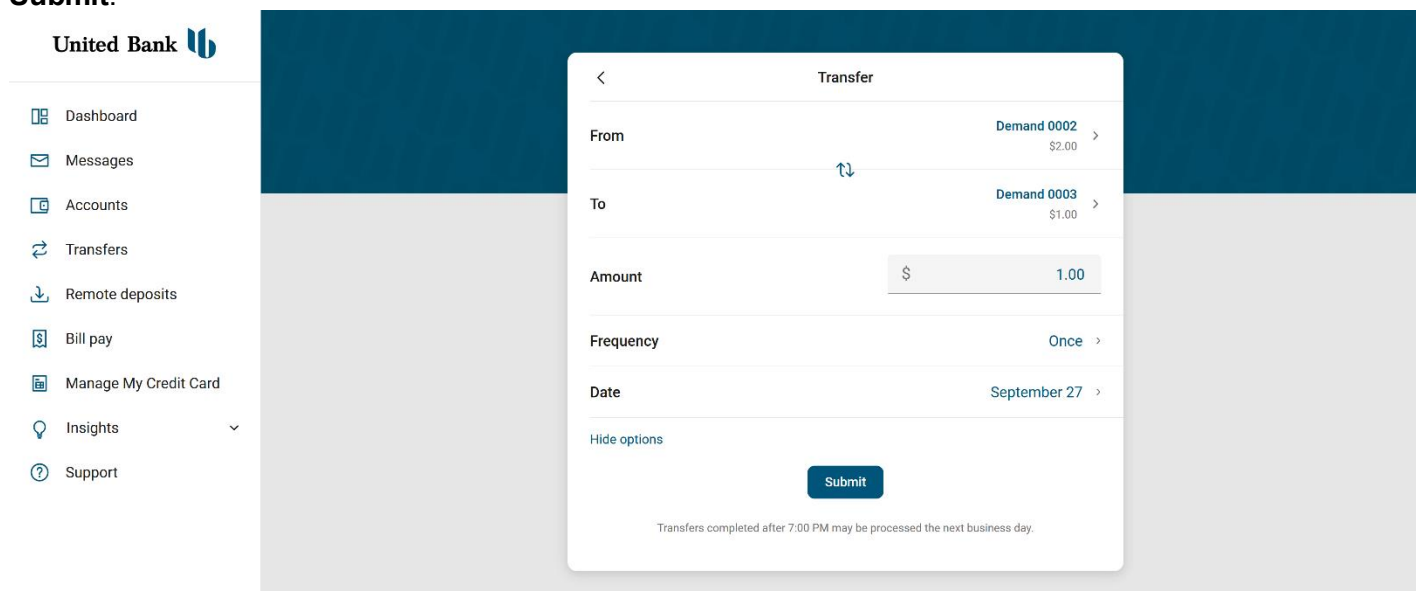 Submit.
United Bank
Dashboard
Messages
Accounts
Transfers
Remote deposits
Bill pay
Manage My Credit Card
Insights
Support
Transfer
From
Demand 0002
$2.00
To
Demand 0003
$1.00
Amount
$ 1.00
Frequency
Once
Date
September 27
Hide options
Submit
Transfers completed after 7:00 PM may be processed the next business day.